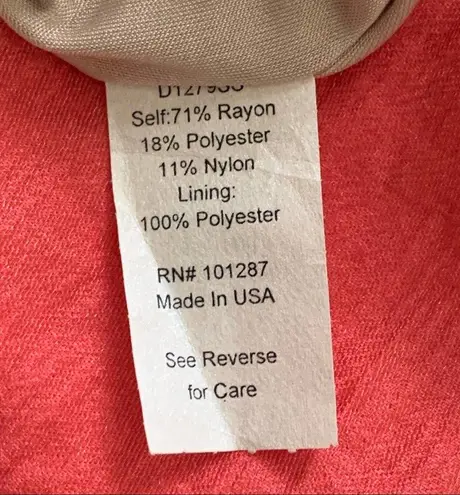 Self:71% Rayon
18% Polyester
11% Nylon
Lining:
100% Polyester
RN# 101287
Made In USA
See Reverse
for Care